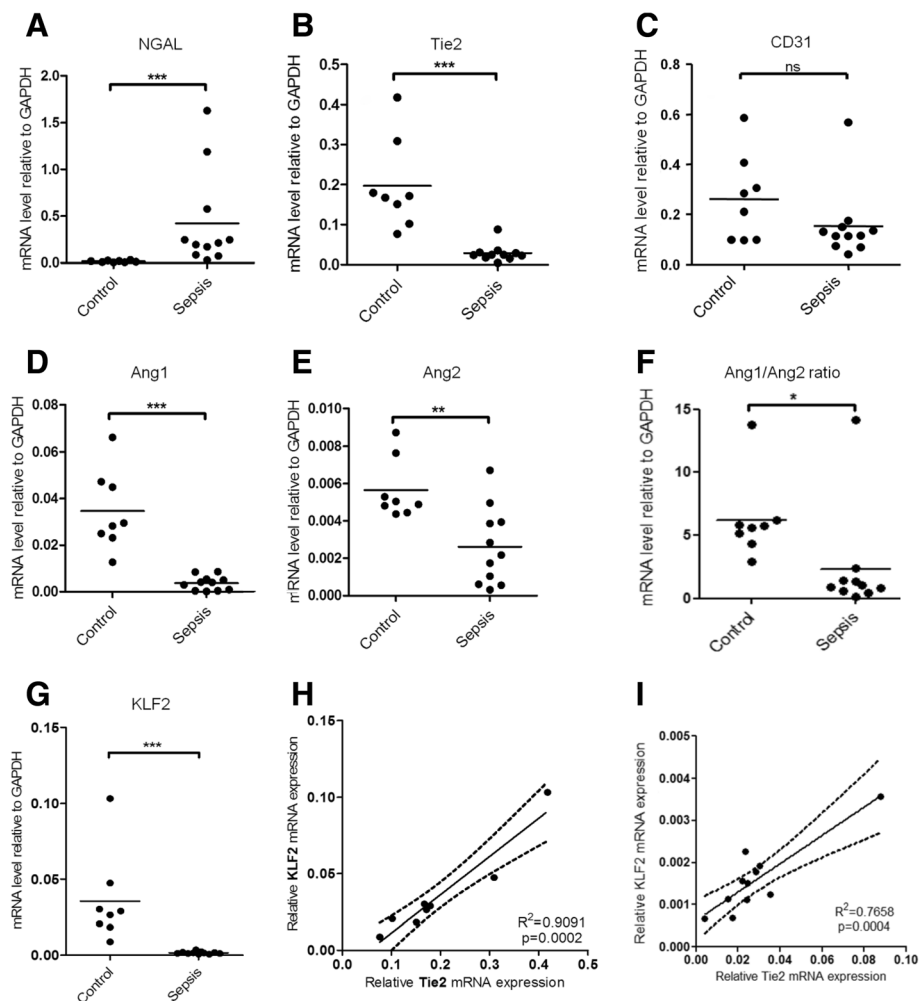 A
NGAL
mRNA level relative to GAPDH
2.0
1.5
1.0
0.5
0.0
***
Control
Sepsis
B
Tie2
mRNA level relative to GAPDH
0.5
0.4
0.3
0.2
0.1
0.0
***
Control
Sepsis
C
CD31
mRNA level relative to GAPDH
0.8
0.6
0.4
0.2
0.0
ns
Control
Sepsis
D
Ang1
mRNA level relative to GAPDH
0.08
0.06
0.04
0.02
0.00
***
Control
Sepsis
E
Ang2
mRNA level relative to GAPDH
0.010
0.008
0.006
0.004
0.002
0.000
**
Control
Sepsis
F
Ang1/Ang2 ratio
mRNA level relative to GAPDH
15
10
5
0
*
Control
Sepsis
G
KLF2
mRNA level relative to GAPDH
0.15
0.10
0.05
0.00
***
Control
Sepsis
H
Relative KLF2 mRNA expression
0.15
0.10
0.05
0.00
R²=0.9091
p=0.0002
0.0 0.1 0.2 0.3 0.4 0.5
Relative Tie2 mRNA expression
I
Relative KLF2 mRNA expression
0.005
0.004
0.003
0.002
0.001
0.000
R²=0.7658
p=0.0004
0.00 0.02 0.04 0.06 0.08 0.10
Relative Tie2 mRNA expression